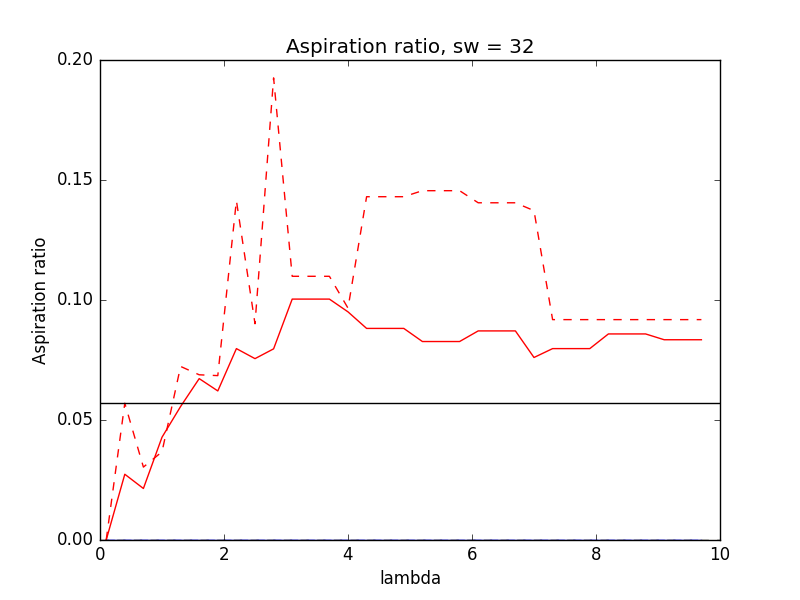 Aspiration ratio, sw = 32
0.20
0.15
0.10
0.05
0.00
Aspiration ratio
0 2 4 6 8 10
lambda